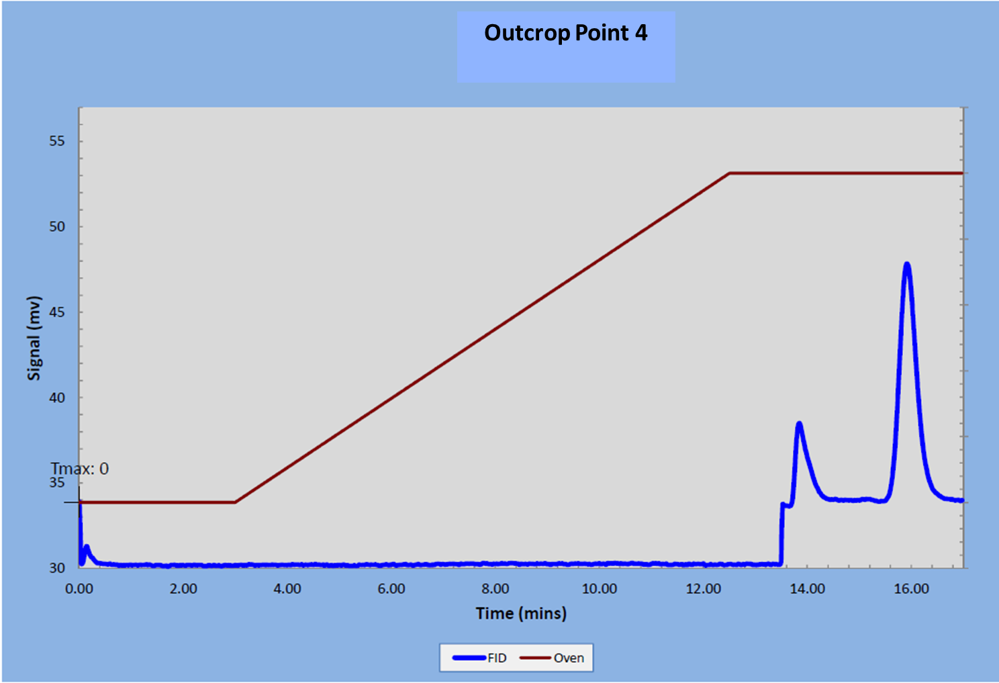 Outcrop Point 4
55
50
45
40
35
30
Signal (mv)
Tmax: 0
0.00 2.00 4.00 6.00 8.00 10.00 12.00 14.00 16.00
Time (mins)
FID Oven